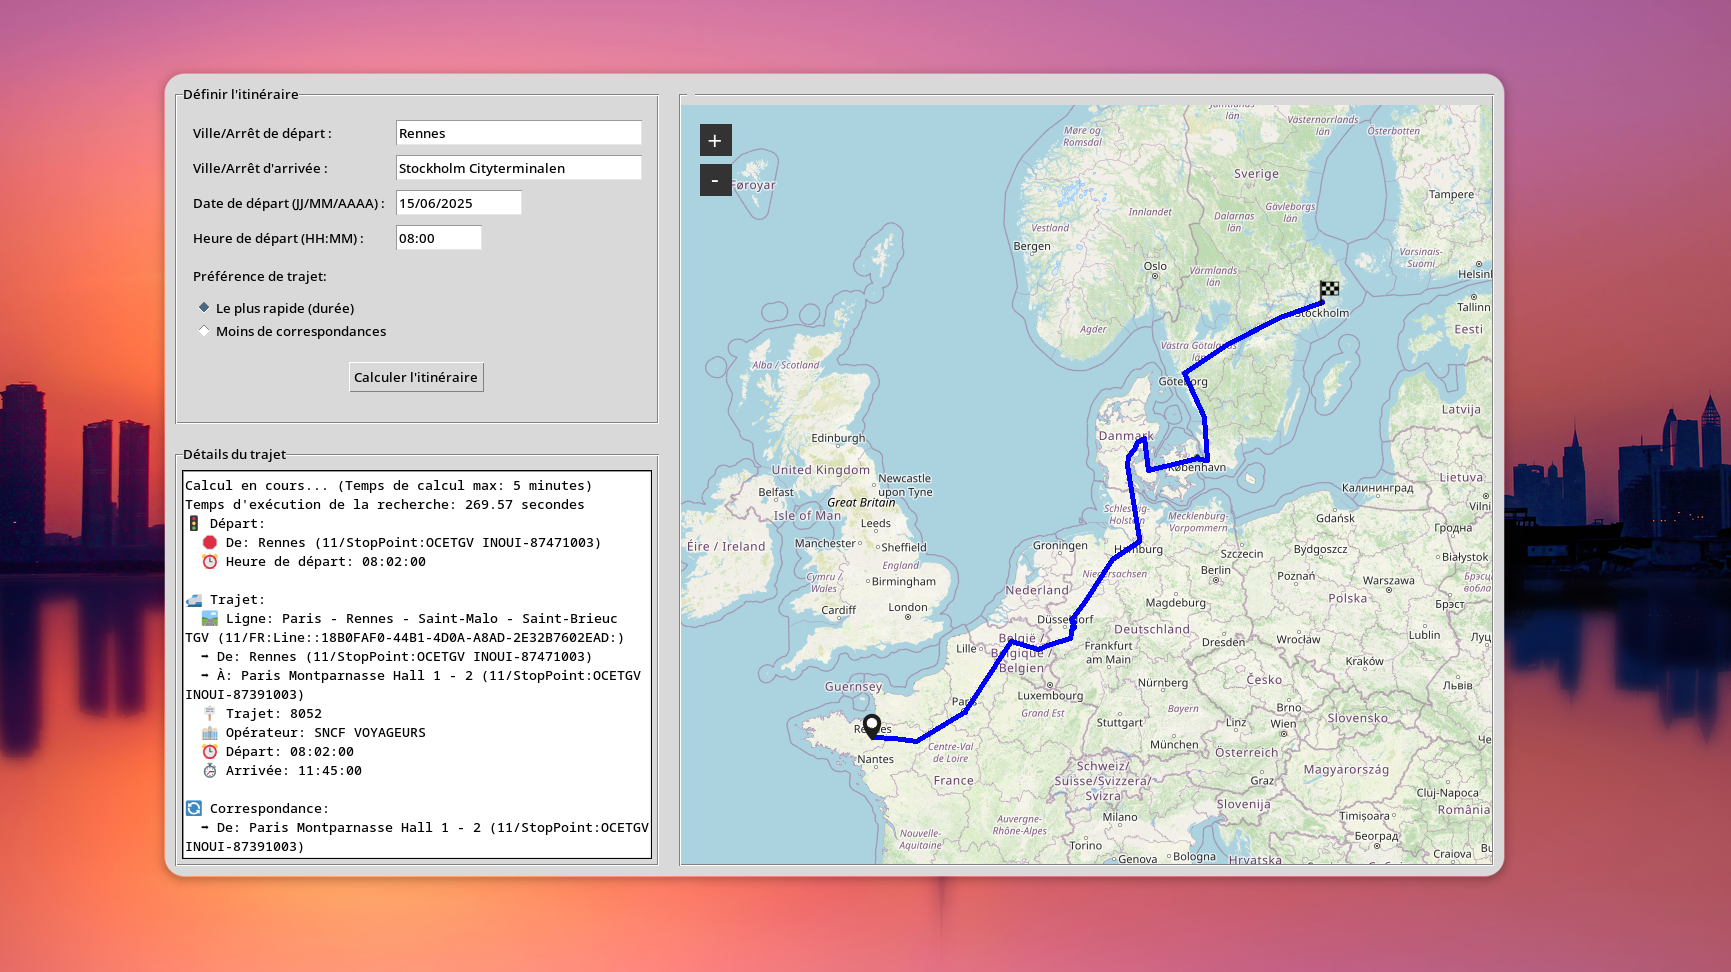 Définir l'itinéraire
Ville/Arrêt de départ :
Rennes
Ville/Arrêt d'arrivée :
Stockholm Cityterminalen
Date de départ (JJ/MM/AAAA) :
15/06/2025
Heure de départ (HH:MM) :
08:00
Préférence de trajet:
Le plus rapide (durée)
Moins de correspondances
Calculer l'itinéraire
Détails du trajet
Calcul en cours... (Temps de calcul max: 5 minutes)
Temps d'exécution de la recherche: 269.57 secondes
Départ:
De: Rennes (11/StopPoint:OCETGV INOUI-87471003)
Heure de départ: 08:02:00
Trajet:
Ligne: Paris - Rennes - Saint-Malo - Saint-Brieuc
TGV (11/FR:Line::18B0FAF0-44B1-4D0A-A8AD-2E32B7602EAD:)
➡ De: Rennes (11/StopPoint:OCETGV INOUI-87471003)
➡ À: Paris Montparnasse Hall 1 - 2 (11/StopPoint:OCETGV
INOUI-87391003)
Trajet: 8052
Opérateur: SNCF VOYAGEURS
Départ: 08:02:00
Arrivée: 11:45:00
Correspondance:
➡ De: Paris Montparnasse Hall 1 - 2 (11/StopPoint:OCETGV
INOUI-87391003)
+
-
Møre og
Romsdal
Västernorrlands
län
Österbotten
Føroyar
Sverige
Tampere
Innlandet
Dalarnas
län
Gävleborgs
län
Vestland
Bergen
Varsinais-
Suomi
Oslo
Värmlands
län
Helsin
Tallinn
Stockholm
Eesti
Agder
Västra Götalands
län
Alba / Scotland
Göteborg
Latvija
Edinburgh
Danmark
United Kingdom
København
Newcastle
upon Tyne
Lietuva
Belfast
Great Britain
Калининград
Vilni
Isle of Man
Leeds
Schleswig-
Holstein
Mecklenburg-
Vorpommern
Gdańsk
Гродна
Éire / Ireland
Manchester
Sheffield
Groningen
Hamburg
Szczecin
Bydgoszcz
Białystok
England
Cymru /
Wales
Birmingham
Niedersachsen
Berlin
Poznań
Warszawa
Nederland
Polska
Брэст
Cardiff
London
Magdeburg
Düsseldorf
Deutschland
Dresden
Wrocław
Lublin
Луц
Lille
België /
Belgique /
Belgien
Frankfurt
am Main
Kraków
Česko
Guernsey
Luxembourg
Nürnberg
Львів
Paris
Grand Est
Bayern
Brno
Linz
Wien
Slovensko
Stuttgart
Rennes
Centre-Val
de Loire
München
Österreich
Nantes
Schweiz/
Suisse/Svizzera/
Svizra
Magyarország
France
Graz
Cluj-Napoca
Slovenija
România
Auvergne-
Rhône-Alpes
Milano
Timișoara
Nouvelle-
Aquitaine
Torino
Београд
Genova
Bologna
Hrvatska
Craiova
Bu